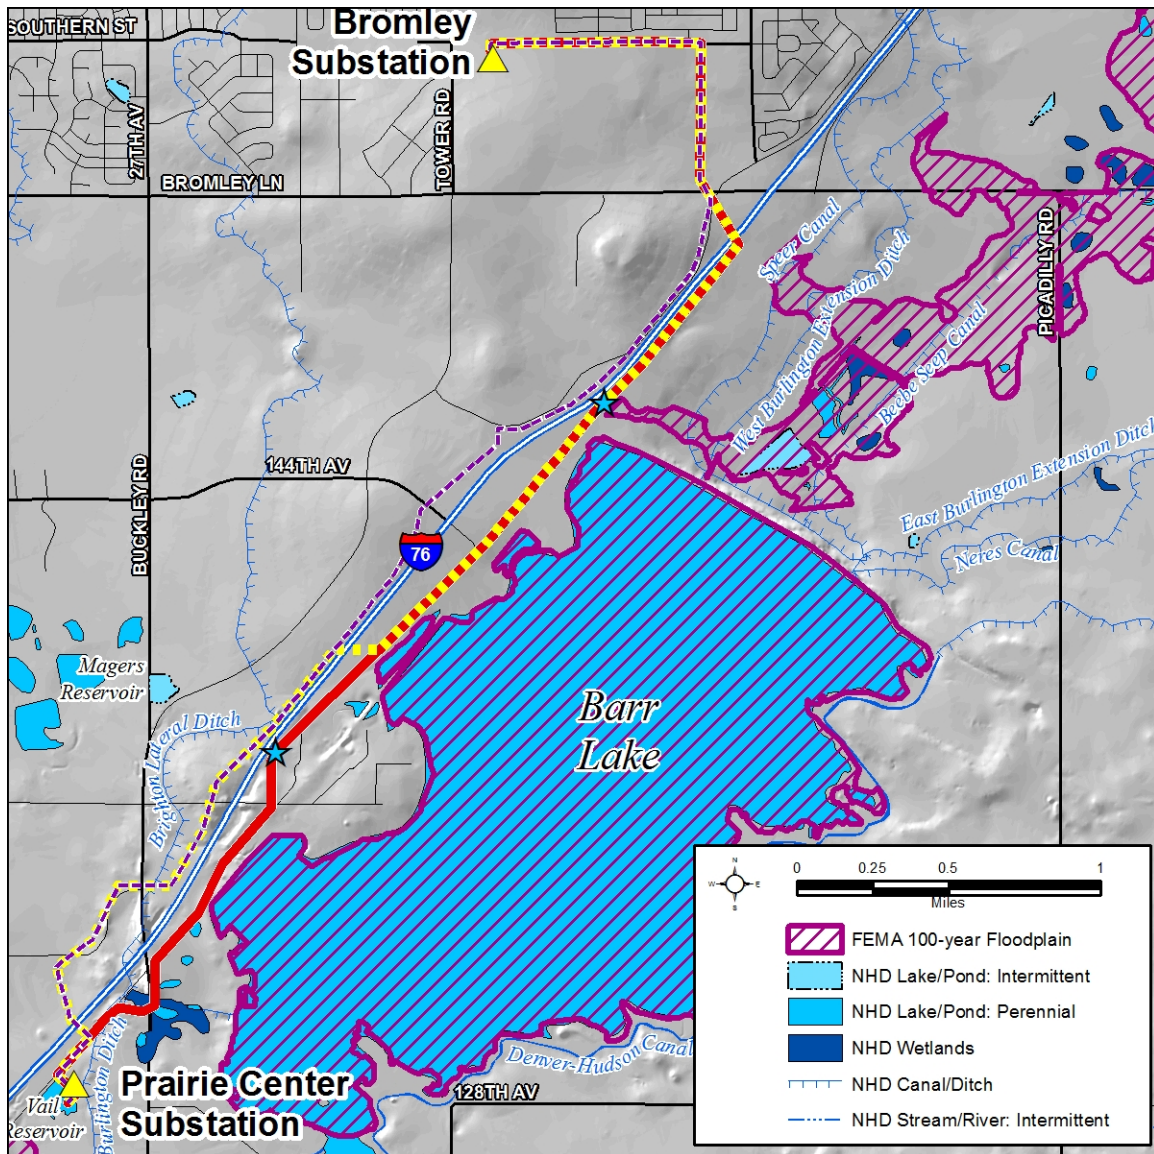 SOUTHERN ST
Bromley
Substation
27TH AV
TOWER RD
BROMLEY LN
Speer Canal
West Burlington Extension Ditch
Beebe Seep Canal
PICADILLY RD
144TH AV
BUCKLEY RD
76
East Burlington Extension Ditch
Neres Canal
Magers
Reservoir
Brighton Lateral Ditch
Barr
Lake
Denver-Hudson Canal
128TH AV
Burlington Ditch
Prairie Center
Substation
Vail
Reservoir
N
W
E
S
0 0.25 0.5 1
Miles
FEMA 100-year Floodplain
NHD Lake/Pond: Intermittent
NHD Lake/Pond: Perennial
NHD Wetlands
NHD Canal/Ditch
NHD Stream/River: Intermittent